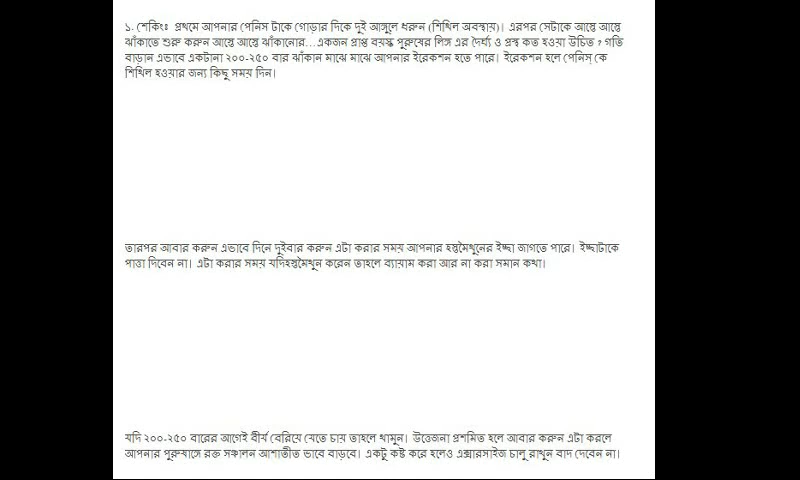 ১. শেকিংঃ প্রথমে আপনার পেনিস টাকে গোড়ার দিকে দুই আঙ্গুলে ধরুন (শিথিল অবস্থায়)। এরপর সেটাকে আস্তে আস্তে
ঝাঁকাতে শুরু করুন আস্তে আস্তে ঝাঁকানোর...একজন প্রাপ্ত বয়স্ক পুরুষের লিঙ্গ এর দৈর্ঘ্য ও প্রস্থ কত হওয়া উচিত ? গতি
বাড়ান এভাবে একটানা ২০০-২৫০ বার ঝাঁকান মাঝে মাঝে আপনার ইরেকশন হতে পারে। ইরেকশন হলে পেনিস্ কে
শিথিল হওয়ার জন্য কিছু সময় দিন।
তারপর আবার করুন এভাবে দিনে দুইবার করুন এটা করার সময় আপনার হস্তমৈথুনের ইচ্ছা জাগতে পারে। ইচ্ছাটাকে
পাত্তা দিবেন না। এটা করার সময় যদিহস্তমৈথুন করেন তাহলে ব্যায়াম করা আর না করা সমান কথা।
যদি ২০০-২৫০ বারের আগেই বীর্য বেরিয়ে যেতে চায় তাহলে থামুন। উত্তেজনা প্রশমিত হলে আবার করুন এটা করলে
আপনার পুরুষাঙ্গে রক্ত সঞ্চালন আশাতীত ভাবে বাড়বে। একটু কষ্ট করে হলেও এক্সারসাইজ চালু রাখুন বাদ দেবেন না।